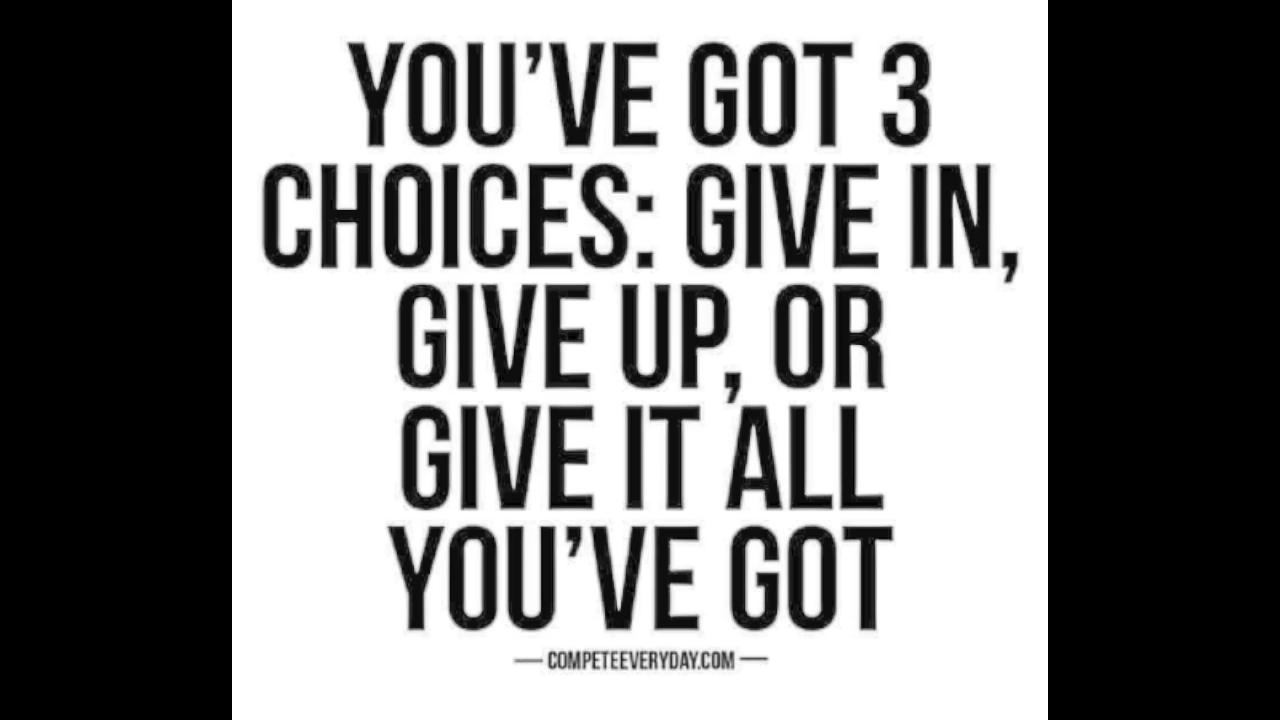 YOU'VE GOT 3
CHOICES: GIVE IN,
GIVE UP, OR
GIVE IT ALL
YOU'VE GOT
— COMPETEEVERYDAY.COM —